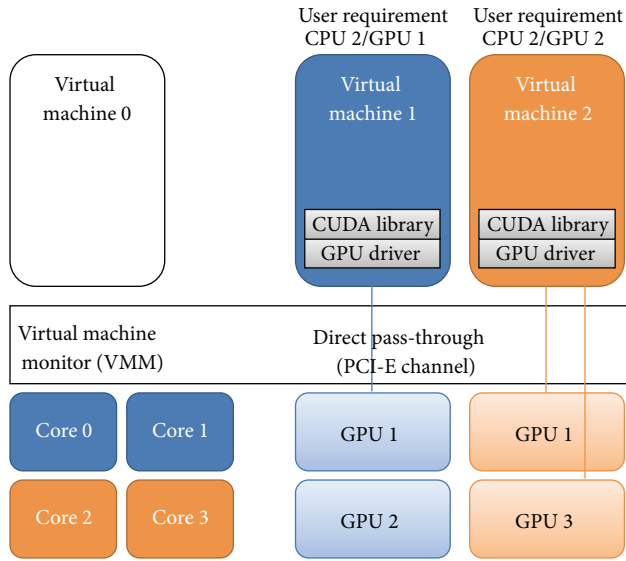 User requirement
CPU 2/GPU 1
User requirement
CPU 2/GPU 2
Virtual
machine 0
Virtual
machine 1
Virtual
machine 2
CUDA library
GPU driver
CUDA library
GPU driver
Virtual machine
monitor (VMM)
Direct pass-through
(PCI-E channel)
Core 0
Core 1
GPU 1
GPU 1
Core 2
Core 3
GPU 2
GPU 3